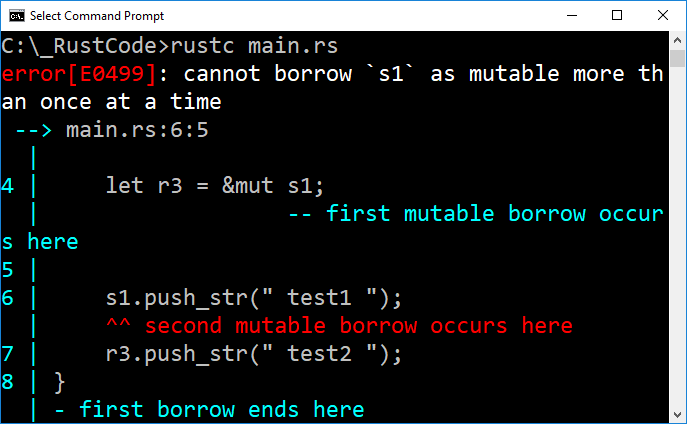 Select Command Prompt
C:\_RustCode>rustc main.rs
error[E0499]: cannot borrow `s1` as mutable more th
an once at a time
 --> main.rs:6:5
  |
4 |     let r3 = &mut s1;
  |                   -- first mutable borrow occur
s here
5 |
6 |     s1.push_str(" test1 ");
  |     ^^ second mutable borrow occurs here
7 |     r3.push_str(" test2 ");
8 | }
  | - first borrow ends here